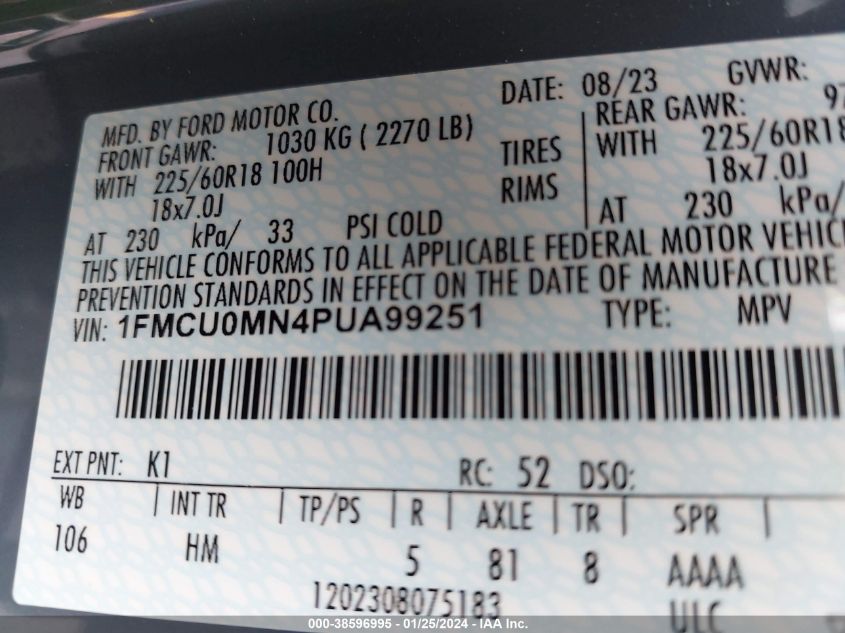 MFD. BY FORD MOTOR CO.
DATE: 08/23 GVWR:
FRONT GAWR: 1030 KG ( 2270 LB)
REAR GAWR:
WITH 225/60R18 100H TIRES WITH 225/60R18
18x7.0J RIMS 18x7.0J
AT 230 kPa/ 33 PSI COLD AT 230 kPa/
THIS VEHICLE CONFORMS TO ALL APPLICABLE FEDERAL MOTOR
PREVENTION STANDARDS IN EFFECT ON THE DATE OF MANUFACTURE
VIN: 1FMCU0MN4PUA99251 TYPE: MPV
EXT PNT: K1 RC: 52 DSO:
WB | INT TR | TP/PS | R | AXLE | TR | SPR |
106 HM 5 81 8 AAAA
1202308075183 ULC
00-38596995 - 01/25/2024 - IAA Inc.